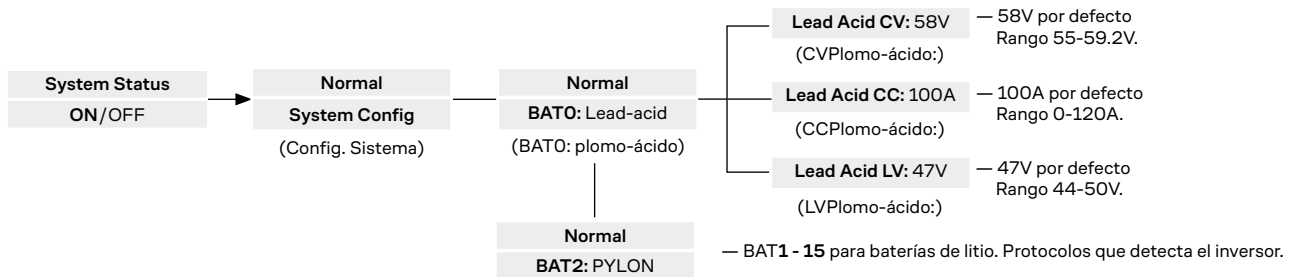 System Status
ON/OFF
Normal
System Config
(Config. Sistema)
Normal
BAT0: Lead-acid
(BAT0: plomo-ácido)
Normal
BAT2: PYLON
Lead Acid CV: 58V
(CVPlomo-ácido:)
— 58V por defecto
Rango 55-59.2V.
Lead Acid CC: 100A
(CCPlomo-ácido:)
— 100A por defecto
Rango 0-120A.
Lead Acid LV: 47V
(LVPlomo-ácido:)
— 47V por defecto
Rango 44-50V.
— BAT1 - 15 para baterías de litio. Protocolos que detecta el inversor.